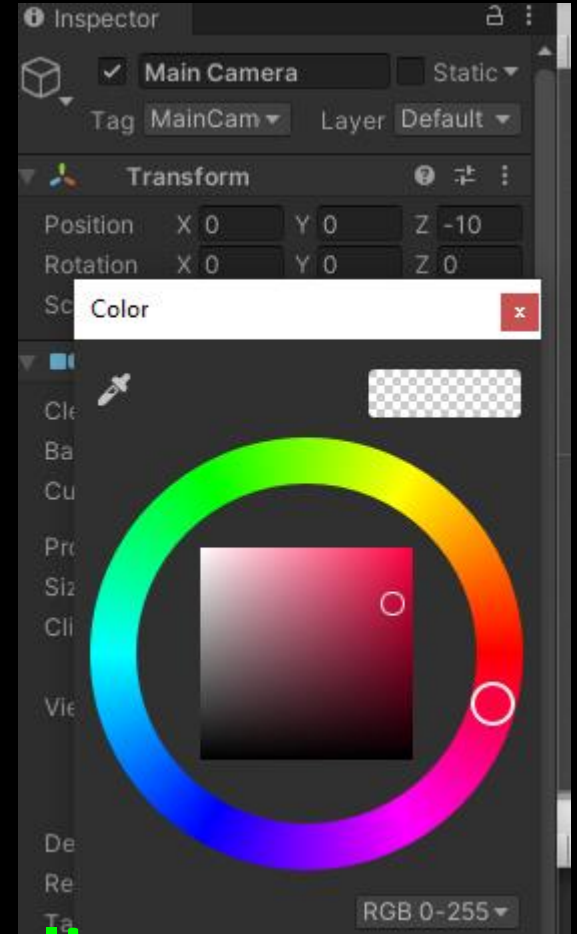 Inspector
Main Camera Static
Tag MainCam Layer Default
Transform
Position X 0 Y 0 Z -10
Rotation X 0 Y 0 Z 0
Sc
Color x
Cle
Ba
Cu
Pro
Siz
Cli
Vie
De
Re
Ta
RGB 0-255